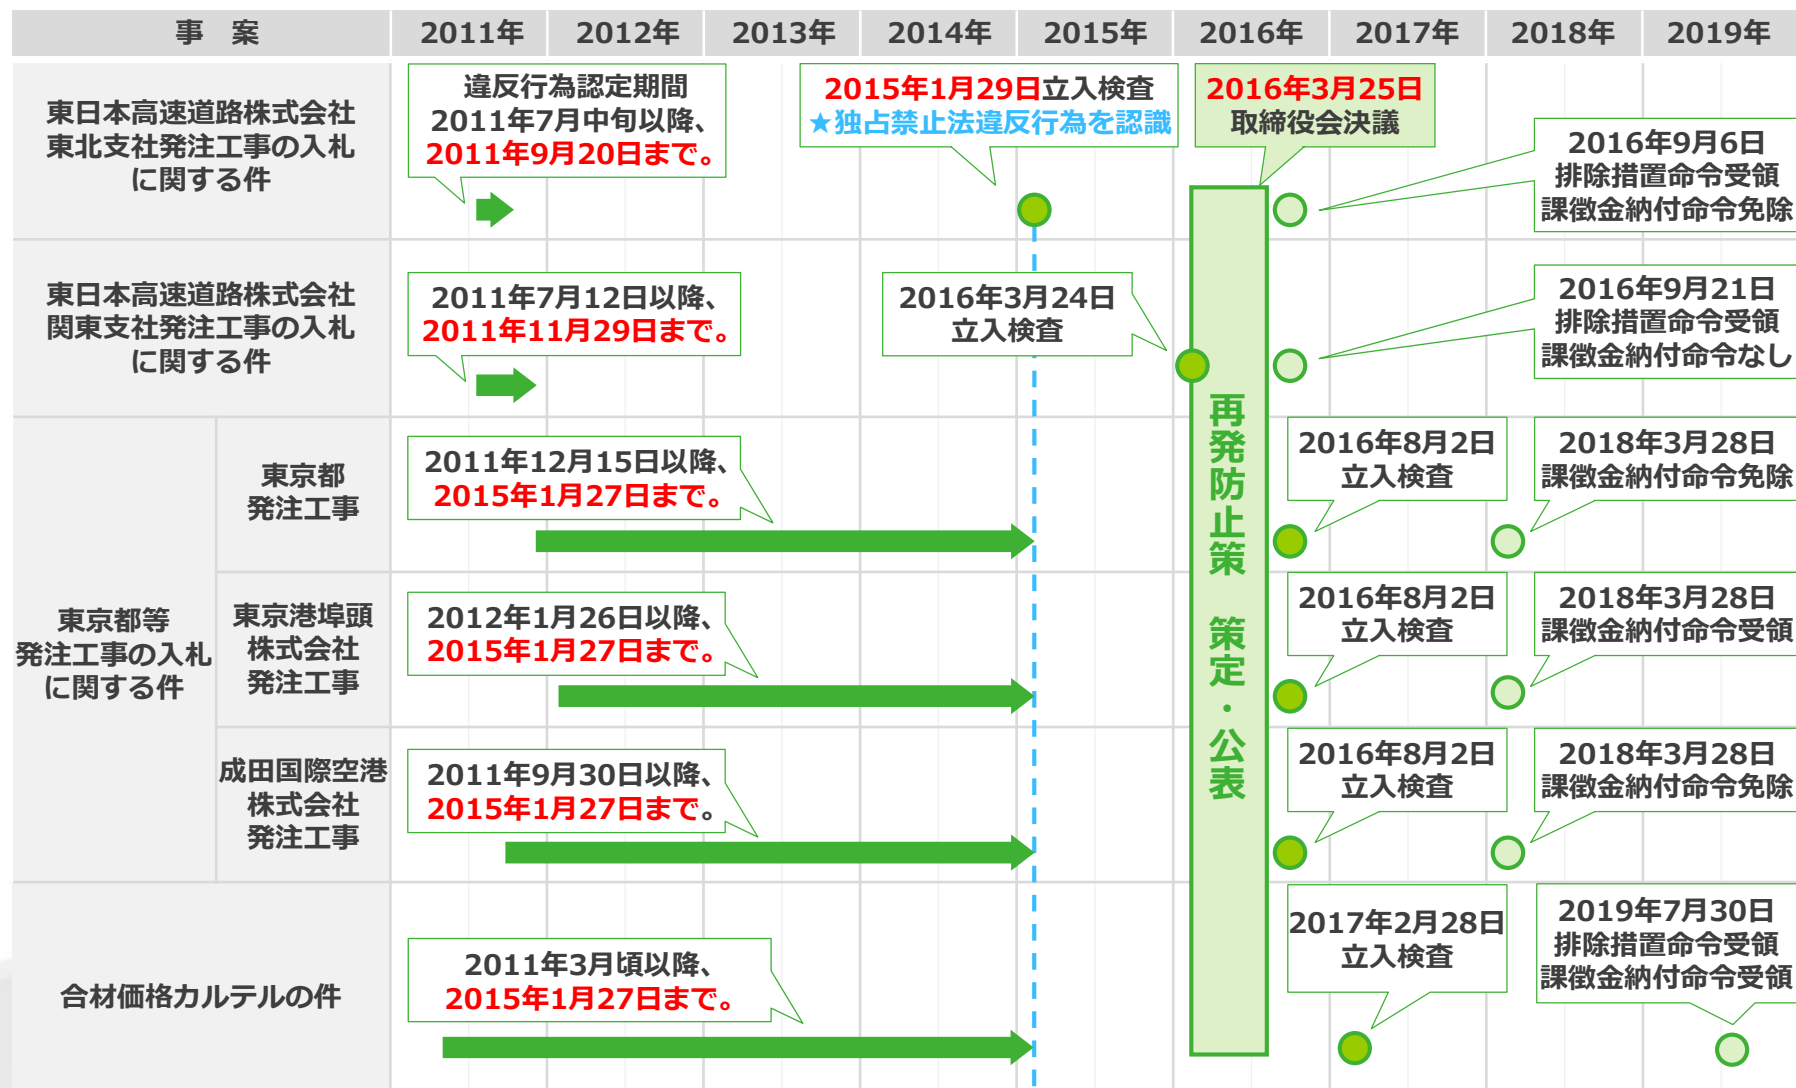 事　案
2011年
2012年
2013年
2014年
2015年
2016年
2017年
2018年
2019年
東日本高速道路株式会社
東北支社発注工事の入札
に関する件
違反行為認定期間
2011年7月中旬以降、
2011年9月20日まで。
2015年1月29日立入検査
★独占禁止法違反行為を認識
2016年3月25日
取締役会決議
2016年9月6日
排除措置命令受領
課徴金納付命令免除
東日本高速道路株式会社
関東支社発注工事の入札
に関する件
2011年7月12日以降、
2011年11月29日まで。
2016年3月24日
立入検査
2016年9月21日
排除措置命令受領
課徴金納付命令なし
再発防止策　策定・公表
東京都等
発注工事の入札
に関する件
東京都
発注工事
2011年12月15日以降、
2015年1月27日まで。
2016年8月2日
立入検査
2018年3月28日
課徴金納付命令免除
東京港埠頭
株式会社
発注工事
2012年1月26日以降、
2015年1月27日まで。
2016年8月2日
立入検査
2018年3月28日
課徴金納付命令受領
成田国際空港
株式会社
発注工事
2011年9月30日以降、
2015年1月27日まで。
2016年8月2日
立入検査
2018年3月28日
課徴金納付命令免除
合材価格カルテルの件
2011年3月頃以降、
2015年1月27日まで。
2017年2月28日
立入検査
2019年7月30日
排除措置命令受領
課徴金納付命令受領